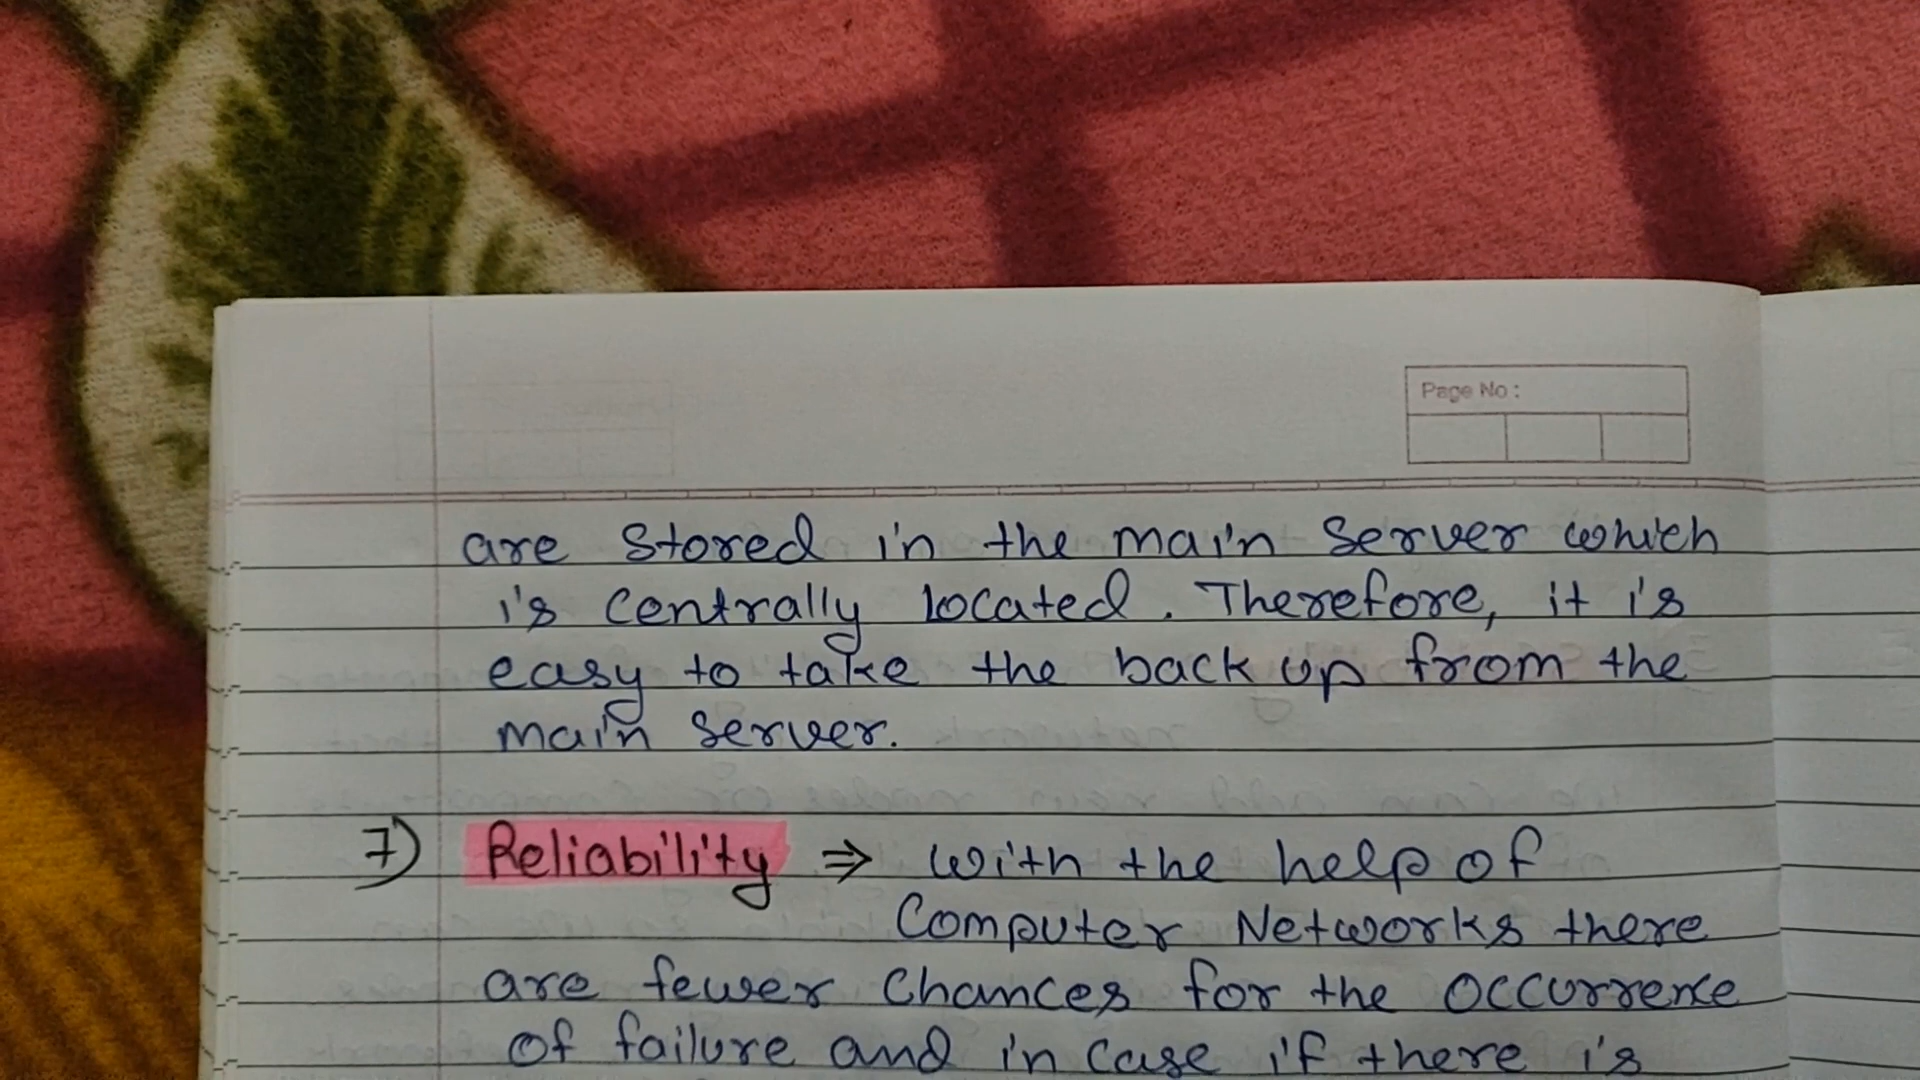 Page No :
are stored in the main server which
is centrally located. Therefore, it is
easy to take the back up from the
main server.
7) Reliability ⇒ with the help of
Computer Networks there
are fewer chances for the occurrence
of failure and in case if there is